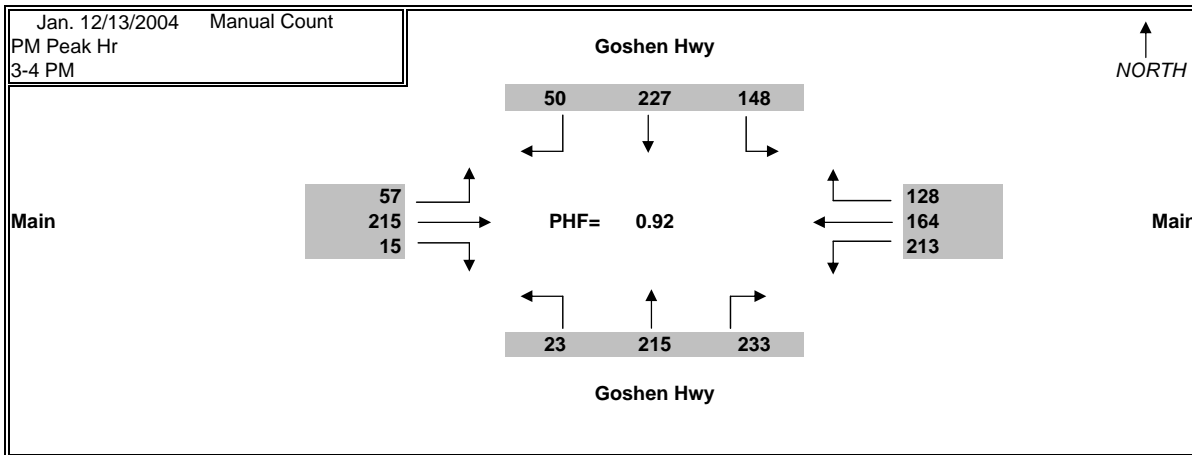 Jan. 12/13/2004 Manual Count
PM Peak Hr
3-4 PM
Goshen Hwy
NORTH
50 227 148
57 128
Main 215 PHF= 0.92 164 Main
15 213
23 215 233
Goshen Hwy